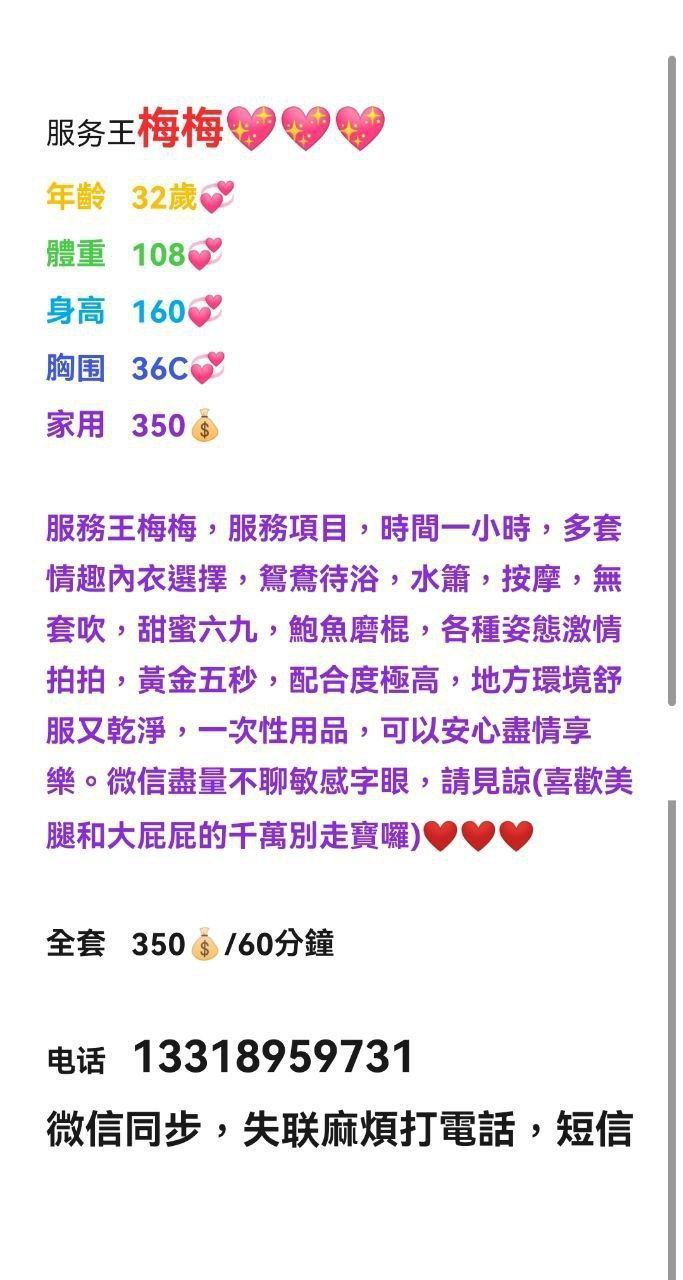 服务王梅梅💖💖💖
年齡 32歲💞
體重 108💞
身高 160💞
胸围 36C💞
家用 350💰
服務王梅梅，服務項目，時間一小時，多套
情趣內衣選擇，鴛鴦待浴，水簫，按摩，無
套吹，甜蜜六九，鮑魚磨棍，各種姿態激情
拍拍，黃金五秒，配合度極高，地方環境舒
服又乾淨，一次性用品，可以安心盡情享
樂。微信盡量不聊敏感字眼，請見諒(喜歡美
腿和大屁屁的千萬別走寶囉)❤️❤️❤️
全套 350💰/60分鐘
电话 13318959731
微信同步，失联麻煩打電話，短信